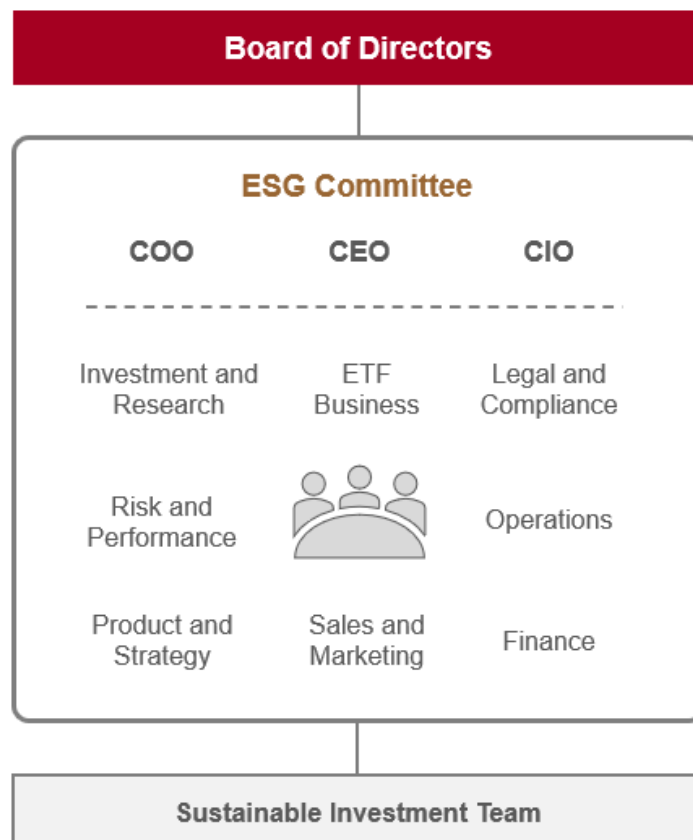 Board of Directors
ESG Committee
COO CEO CIO
Investment and Research
ETF Business
Legal and Compliance
Risk and Performance
Operations
Product and Strategy
Sales and Marketing
Finance
Sustainable Investment Team